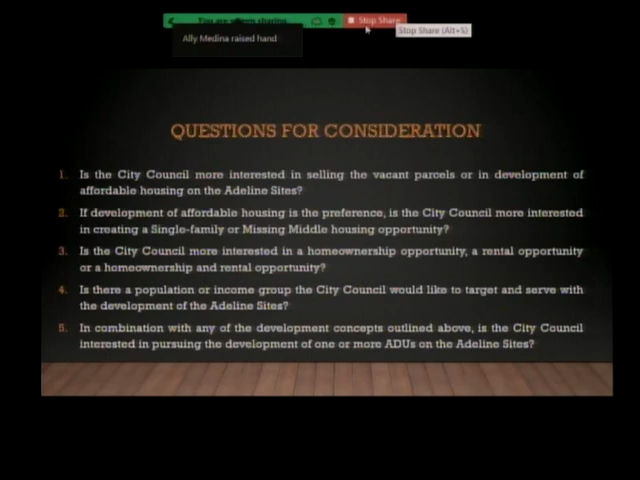 You are screen sharing
Stop Share
Ally Medina raised hand
Stop Share (Alt+S)
QUESTIONS FOR CONSIDERATION
1. Is the City Council more interested in selling the vacant parcels or in development of
affordable housing on the Adeline Sites?
2. If development of affordable housing is the preference, is the City Council more interested
in creating a Single-family or Missing Middle housing opportunity?
3. Is the City Council more interested in a homeownership opportunity, a rental opportunity
or a homeownership and rental opportunity?
4. Is there a population or income group the City Council would like to target and serve with
the development of the Adeline Sites?
5. In combination with any of the development concepts outlined above, is the City Council
interested in pursuing the development of one or more ADUs on the Adeline Sites?